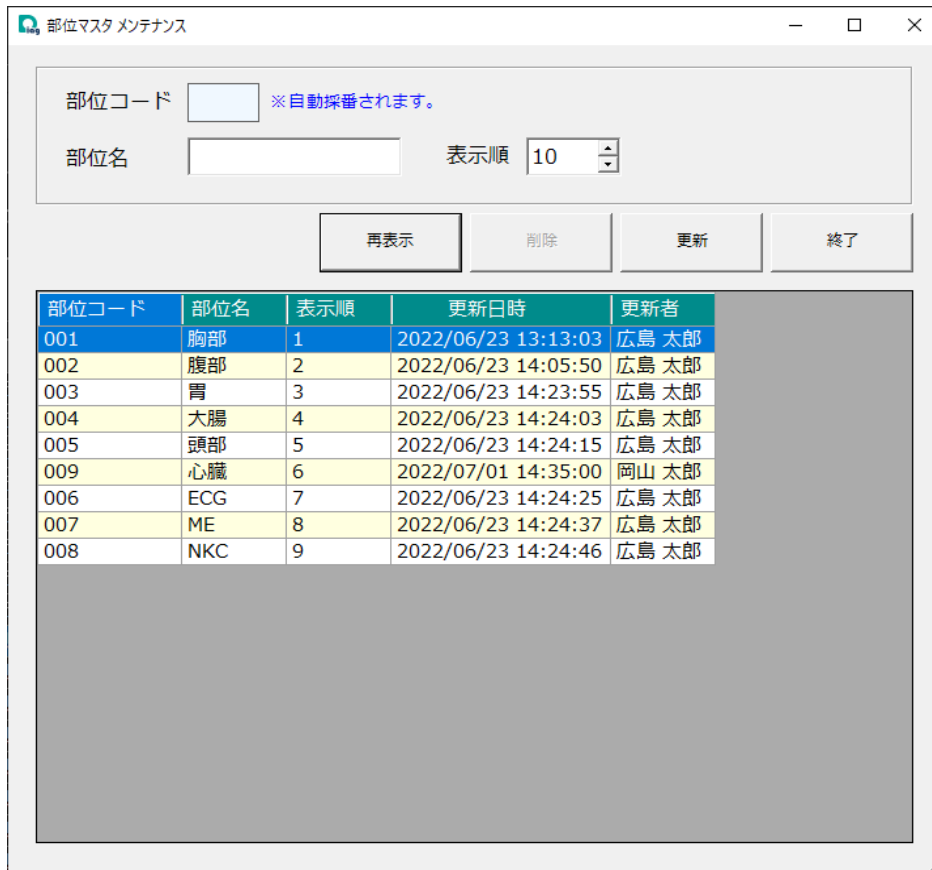 部位マスタ メンテナンス
部位コード ※自動採番されます。
部位名 表示順 10
再表示 削除 更新 終了
部位コード 部位名 表示順 更新日時 更新者
001 胸部 1 2022/06/23 13:13:03 広島 太郎
002 腹部 2 2022/06/23 14:05:50 広島 太郎
003 胃 3 2022/06/23 14:23:55 広島 太郎
004 大腸 4 2022/06/23 14:24:03 広島 太郎
005 頭部 5 2022/06/23 14:24:15 広島 太郎
009 心臓 6 2022/07/01 14:35:00 岡山 太郎
006 ECG 7 2022/06/23 14:24:25 広島 太郎
007 ME 8 2022/06/23 14:24:37 広島 太郎
008 NKC 9 2022/06/23 14:24:46 広島 太郎